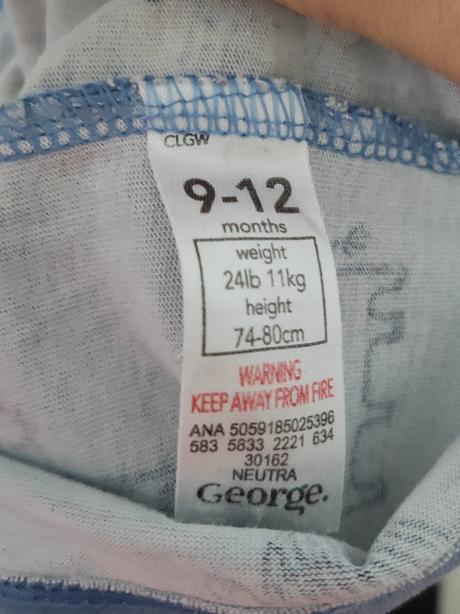 CLGW
9-12
months
weight
24lb 11kg
height
74-80cm
WARNING
KEEP AWAY FROM FIRE
ANA 5059185025396
583 5833 2221 634
30162
NEUTRA
George.